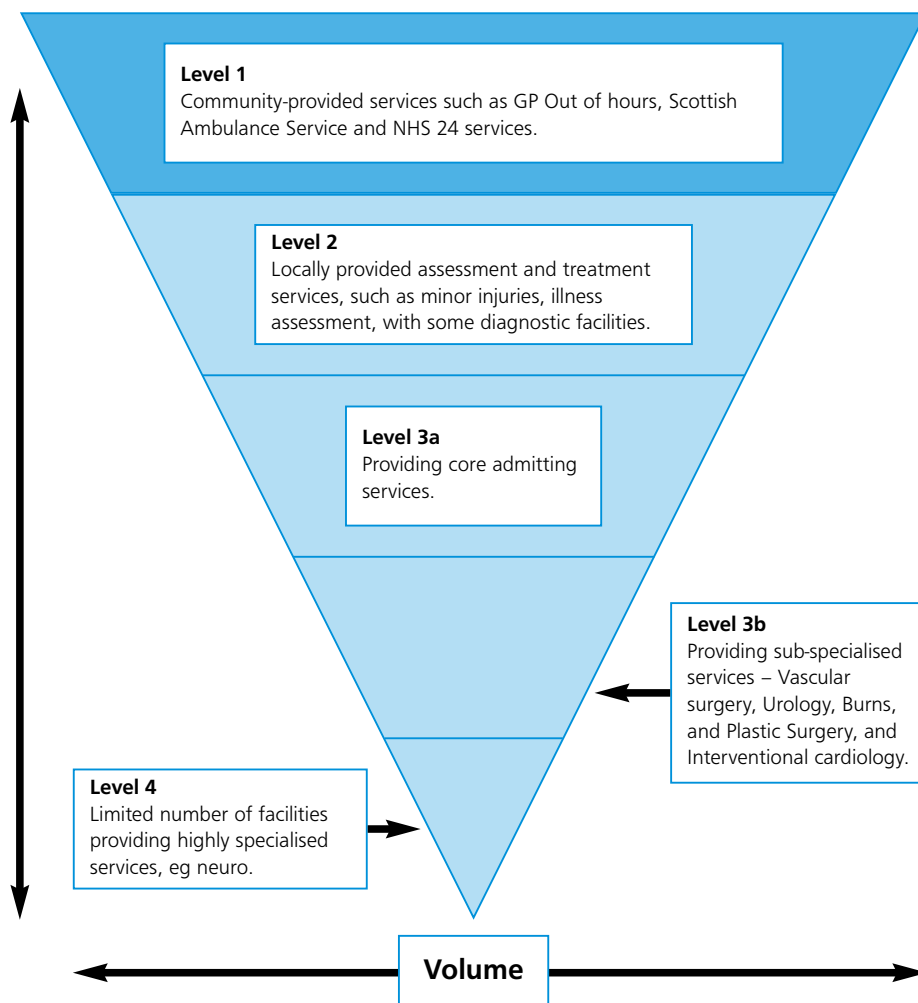 Level 1
Community-provided services such as GP Out of hours, Scottish
Ambulance Service and NHS 24 services.
Level 2
Locally provided assessment and treatment
services, such as minor injuries, illness
assessment, with some diagnostic facilities.
Level 3a
Providing core admitting
services.
Level 3b
Providing sub-specialised
services – Vascular
surgery, Urology, Burns,
and Plastic Surgery, and
Interventional cardiology.
Level 4
Limited number of facilities
providing highly specialised
services, eg neuro.
Volume